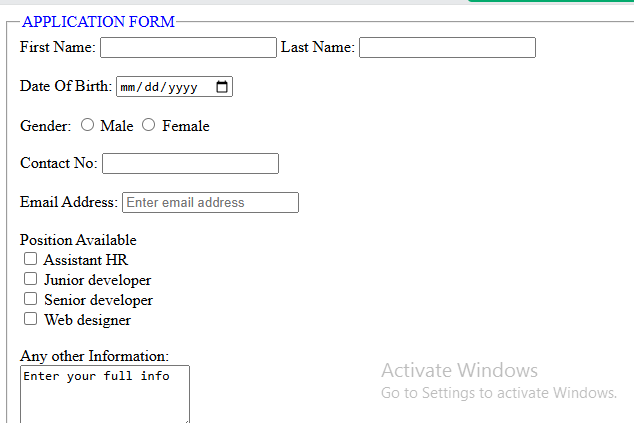 APPLICATION FORM
First Name: Last Name:
Date Of Birth: mm/dd/yyyy
Gender: Male Female
Contact No:
Email Address: Enter email address
Position Available
Assistant HR
Junior developer
Senior developer
Web designer
Any other Information:
Enter your full info
Activate Windows
Go to Settings to activate Windows.